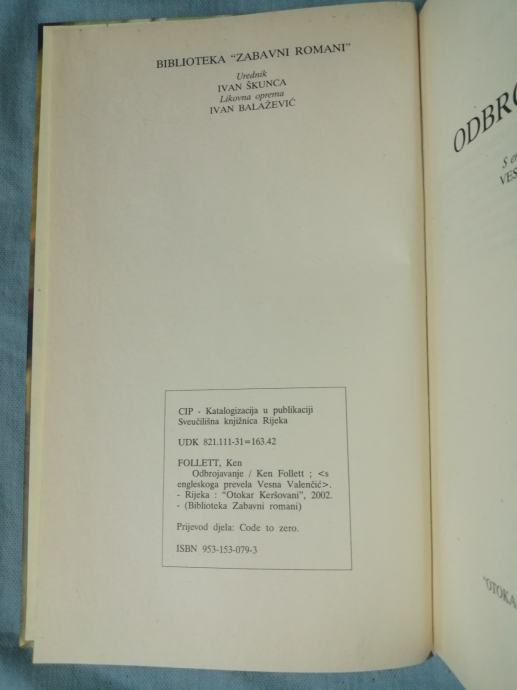 BIBLIOTEKA "ZABAVNI ROMANI"
Urednik
IVAN ŠKUNCA
Likovna oprema
IVAN BALAŽEVIĆ
CIP - Katalogizacija u publikaciji
Sveučilišna knjižnica Rijeka
UDK 821.111-31=163.42
FOLLETT, Ken
Odbrojavanje / Ken Follett ; <s
engleskoga prevela Vesna Valenčić>.
- Rijeka : "Otokar Keršovani", 2002.
- (Biblioteka Zabavni romani)
Prijevod djela: Code to zero.
ISBN 953-153-079-3
ODBRO
S
VES
"OTOKA